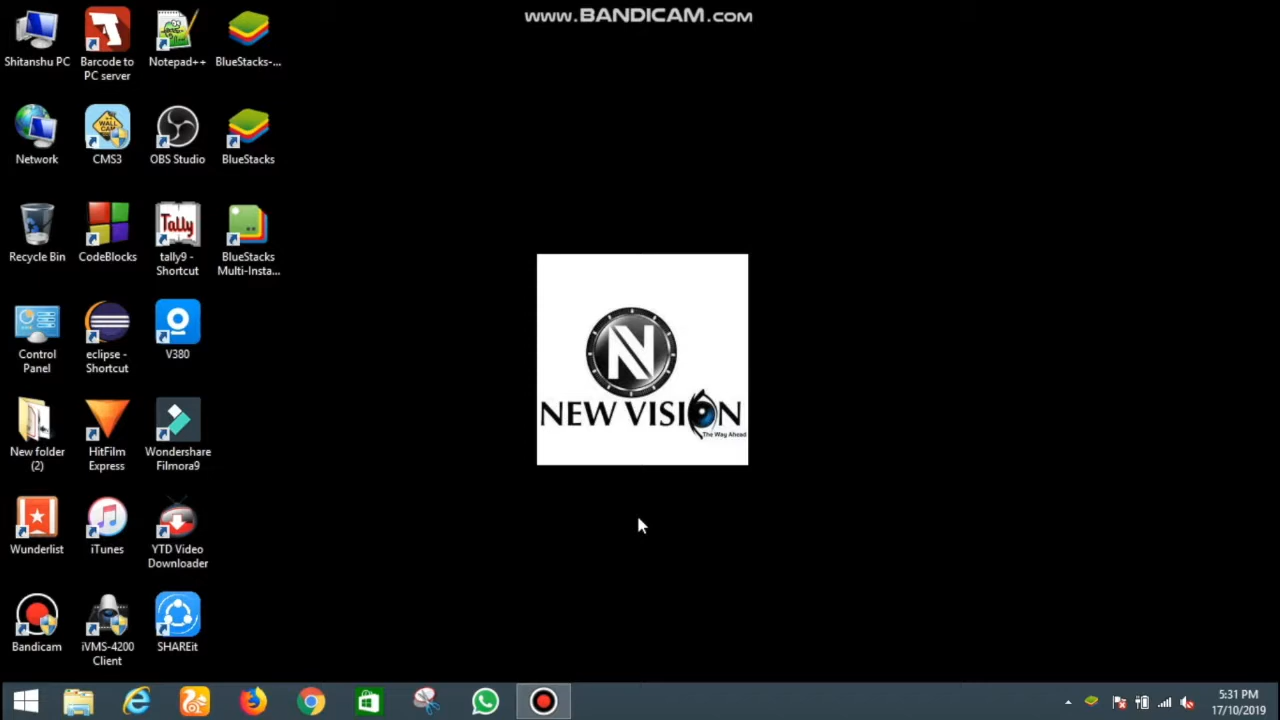 www.BANDICAM.com
Shitanshu PC
Barcode to
PC server
Notepad++
BlueStacks-...
Network
WALL
CAM
CMS3
OBS Studio
BlueStacks
Recycle Bin
CodeBlocks
Tally
tally9 -
Shortcut
BlueStacks
Multi-Insta...
Control
Panel
eclipse -
Shortcut
V380
New folder
(2)
HitFilm
Express
Wondershare
Filmora9
Wunderlist
iTunes
YTD Video
Downloader
Bandicam
iVMS-4200
Client
SHAREit
N
NEW VISION
The Way Ahead
5:31 PM
17/10/2019